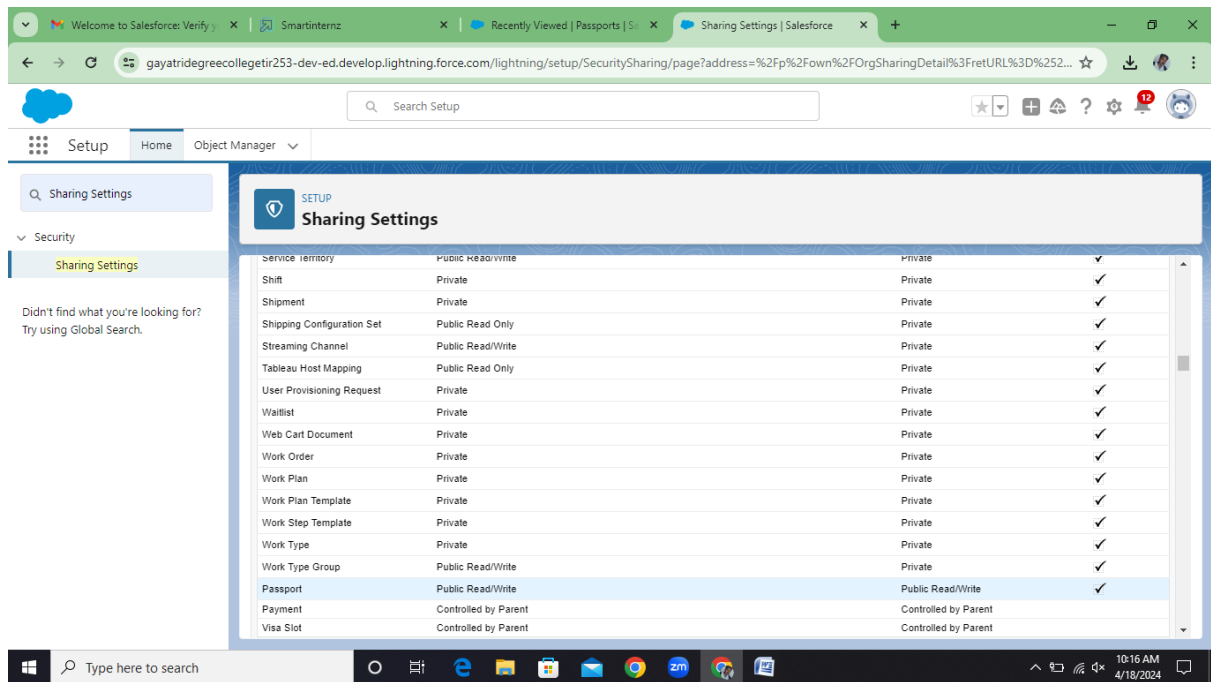 Welcome to Salesforce: Verify y
Smartinternz
Recently Viewed | Passports | Sa
Sharing Settings | Salesforce
gayatridegreecollegetir253-dev-ed.develop.lightning.force.com/lightning/setup/SecuritySharing/page?address=%2Fp%2Fown%2FOrgSharingDetail%3FretURL%3D%252...
Search Setup
12
Setup Home Object Manager
Sharing Settings
Security
Sharing Settings
Didn't find what you're looking for?
Try using Global Search.
SETUP
Sharing Settings
Service Territory Public Read/Write Private ✓
Shift Private Private ✓
Shipment Private Private ✓
Shipping Configuration Set Public Read Only Private ✓
Streaming Channel Public Read/Write Private ✓
Tableau Host Mapping Public Read Only Private ✓
User Provisioning Request Private Private ✓
Waitlist Private Private ✓
Web Cart Document Private Private ✓
Work Order Private Private ✓
Work Plan Private Private ✓
Work Plan Template Private Private ✓
Work Step Template Private Private ✓
Work Type Private Private ✓
Work Type Group Public Read/Write Private ✓
Passport Public Read/Write Public Read/Write ✓
Payment Controlled by Parent Controlled by Parent
Visa Slot Controlled by Parent Controlled by Parent
Type here to search
zm
10:16 AM
4/18/2024